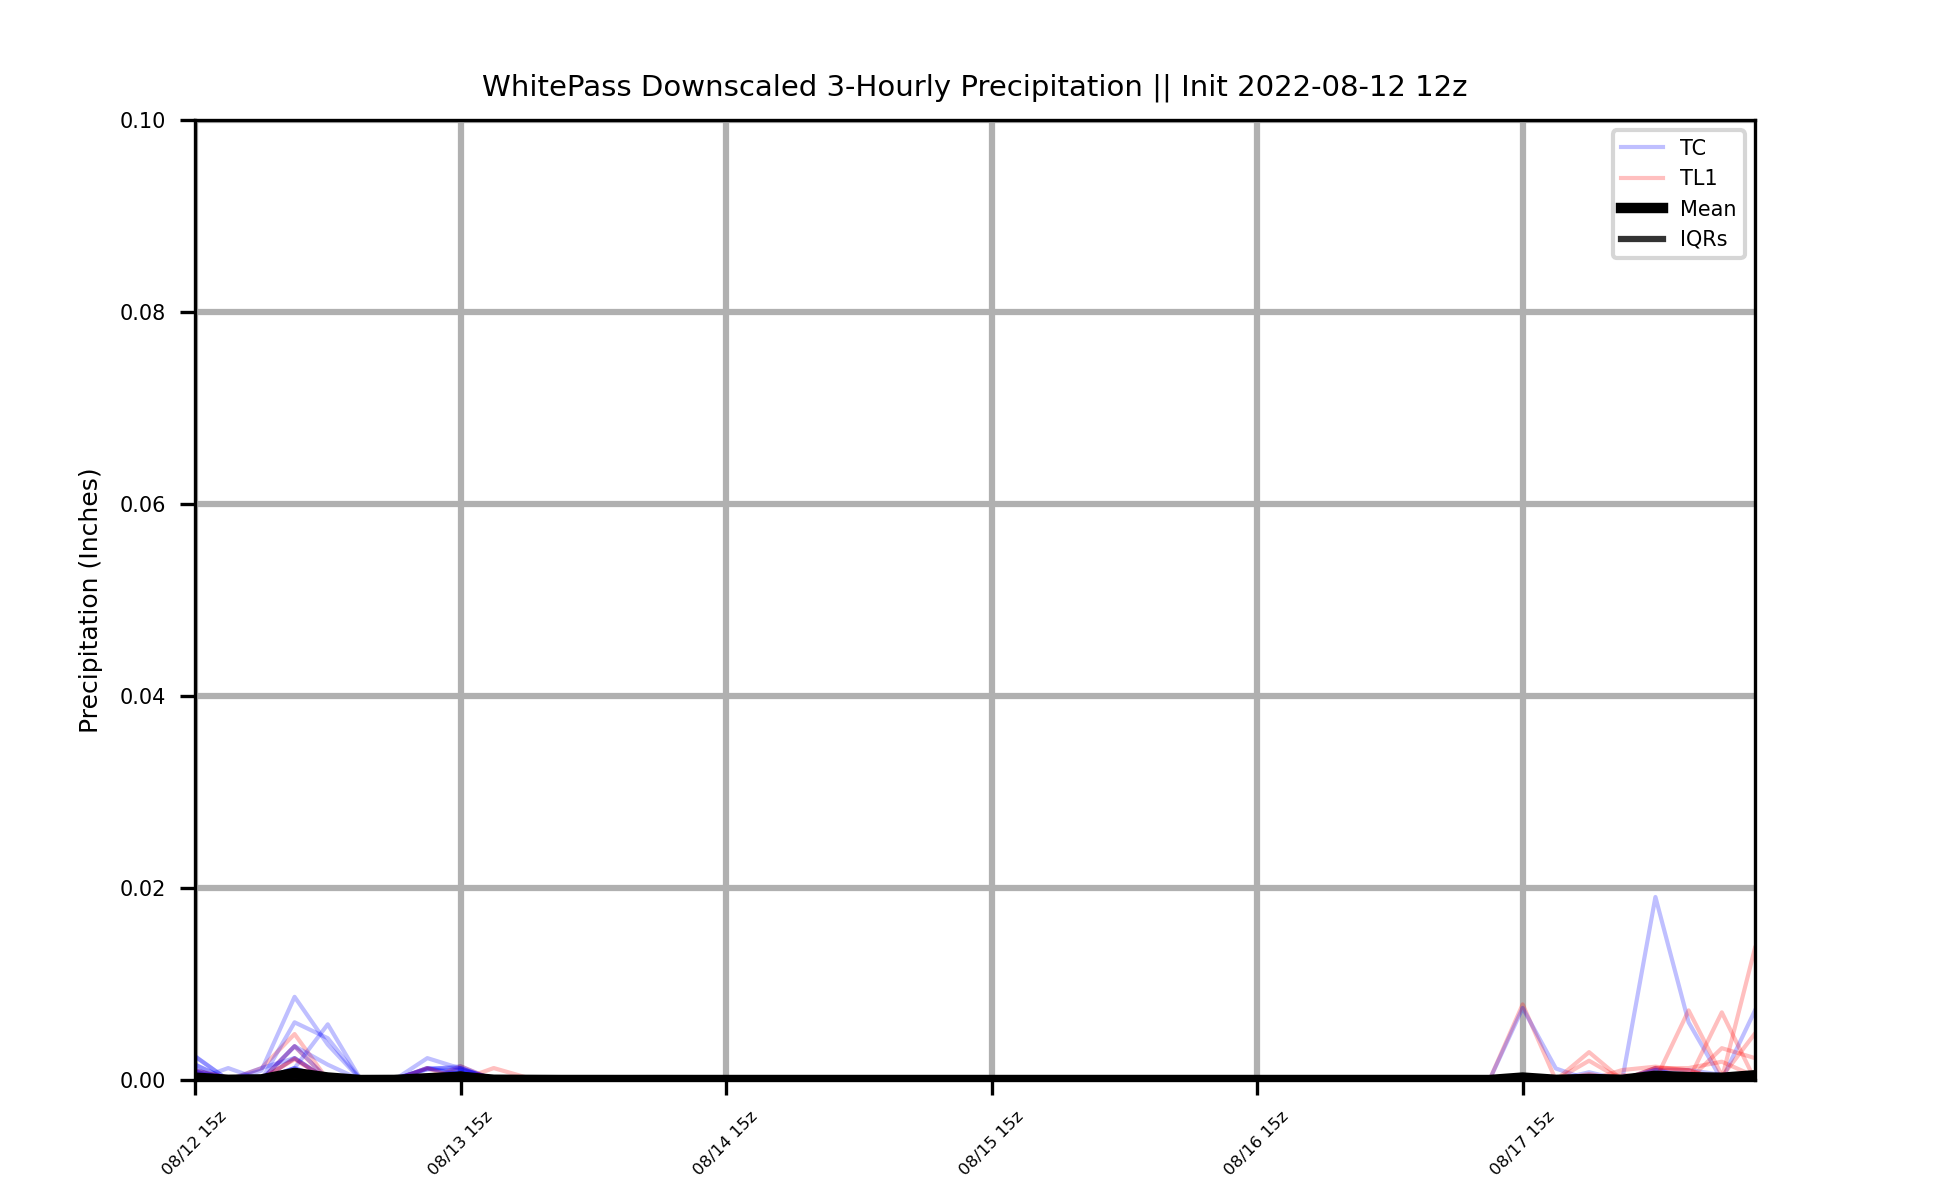 WhitePass Downscaled 3-Hourly Precipitation || Init 2022-08-12 12z
0.10
0.08
0.06
0.04
0.02
0.00
Precipitation (Inches)
TC
TL1
Mean
IQRs
08/12 15z
08/13 15z
08/14 15z
08/15 15z
08/16 15z
08/17 15z